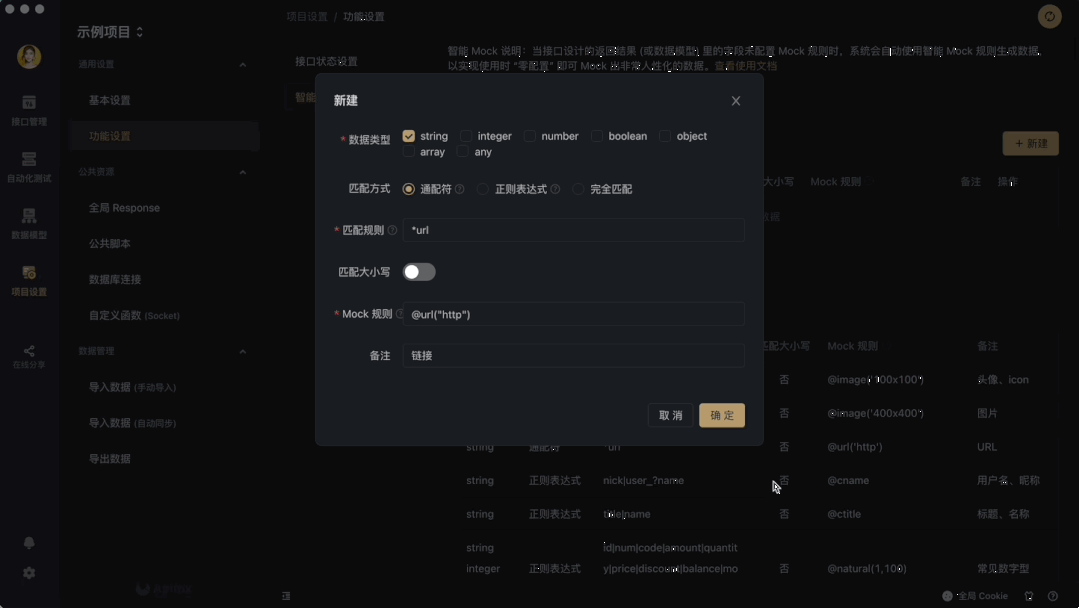 项目设置 / 功能设置
示例项目
智能 Mock 说明：当接口设计的返回结果 (或数据模型) 里的字段未配置 Mock 规则时，系统会自动使用智能 Mock 规则生成数据，
以实现使用时 "零配置" 即可 Mock 出非常人性化的数据。查看使用文档
接口状态设置
智能
通用设置
基本设置
功能设置
公共资源
全局 Response
公共脚本
数据库连接
自定义函数 (Socket)
数据管理
导入数据 (手动导入)
导入数据 (自动同步)
导出数据
接口管理
自动化测试
数据模型
项目设置
在线分享
新建
* 数据类型
string integer number boolean object
array any
匹配方式 通配符 正则表达式 完全匹配
* 匹配规则 *url
匹配大小写
* Mock 规则 @url("http")
备注 链接
取 消 确 定
+ 新建
大小写 Mock 规则 备注 操作
数据
匹配大小写 Mock 规则 备注
否 @image('100x100') 头像、icon
否 @image('400x400') 图片
string 通配符 *url 否 @url('http') URL
string 正则表达式 nick|user_?name 否 @cname 用户名、昵称
string 正则表达式 title|name 否 @ctitle 标题、名称
string id|num|code|amount|quantit
integer 正则表达式 y|price|discount|balance|mo 否 @natural(1,100) 常见数字型
全局 Cookie